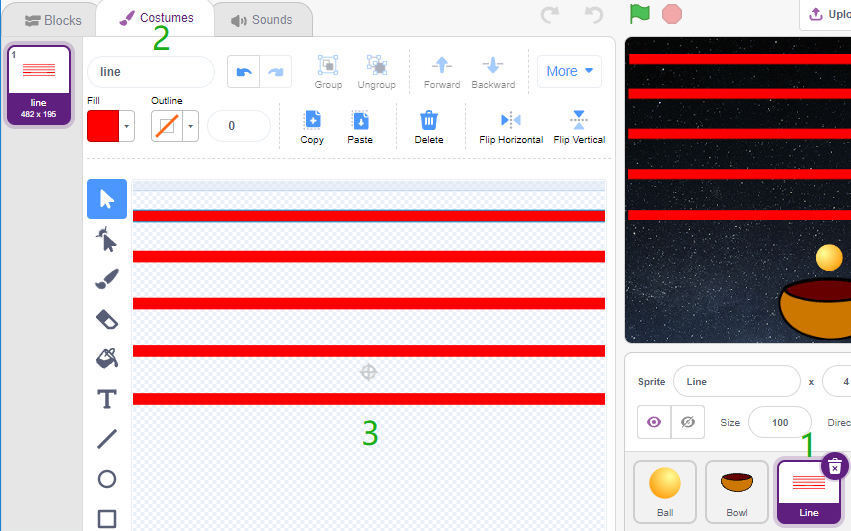 Blocks
Costumes
Sounds
2
Uplo
1
line
482 x 195
line
Group
Ungroup
Forward
Backward
More
Fill
Outline
0
Copy
Paste
Delete
Flip Horizontal
Flip Vertical
T
3
Sprite
Line
x
4
Size
100
Direc
1
Ball
Bowl
Line